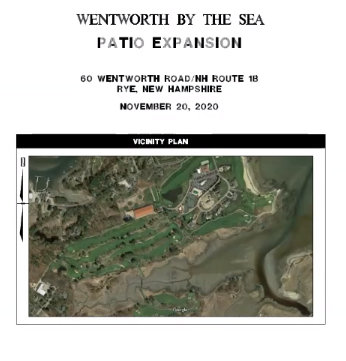 WENTWORTH BY THE SEA
PATIO EXPANSION
60 WENTWORTH ROAD/NH ROUTE 1B
RYE, NEW HAMPSHIRE
NOVEMBER 20, 2020
VICINITY PLAN
Google